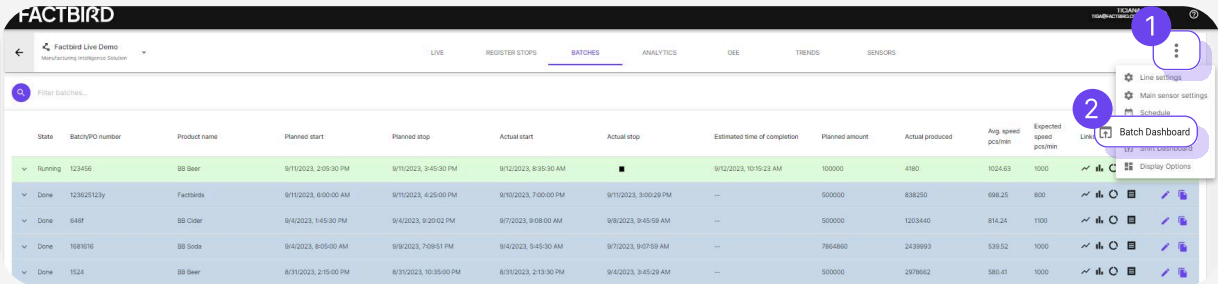 FACTBIRD
1
Factbird Live Demo
Manufacturing Intelligence Solution
LIVE REGISTER STOPS BATCHES ANALYTICS OEE TRENDS SENSORS
Line settings
Filter batches...
Main sensor settings
2
Schedule
Batch Dashboard
Shift Dashboard
Display Options
State Batch/PO number Product name Planned start Planned stop Actual start Actual stop Estimated time of completion Planned amount Actual produced Avg. speed pcs/min Expected speed pcs/min
Running 123456 BB Beer 9/11/2023, 2:05:30 PM 9/11/2023, 3:45:30 PM 9/12/2023, 8:35:30 AM 9/12/2023, 10:15:23 AM 100000 4180 1024.63 1000
Done 123625123y Factbirds 9/11/2023, 6:00:00 AM 9/11/2023, 4:25:00 PM 9/10/2023, 7:00:00 PM 9/11/2023, 3:00:29 PM — 500000 838250 698.25 800
Done 646f BB Cider 9/4/2023, 1:45:30 PM 9/4/2023, 9:20:02 PM 9/7/2023, 9:08:00 AM 9/8/2023, 9:45:59 AM — 500000 1203440 814.24 1100
Done 1681616 BB Soda 9/4/2023, 8:05:00 AM 9/9/2023, 7:09:51 PM 9/4/2023, 5:45:30 AM 9/7/2023, 9:07:59 AM — 7864860 2439993 539.52 1000
Done 1524 BB Beer 8/31/2023, 2:15:00 PM 8/31/2023, 10:35:00 PM 8/31/2023, 2:13:30 PM 9/4/2023, 3:45:29 AM — 500000 2978662 580.41 1000